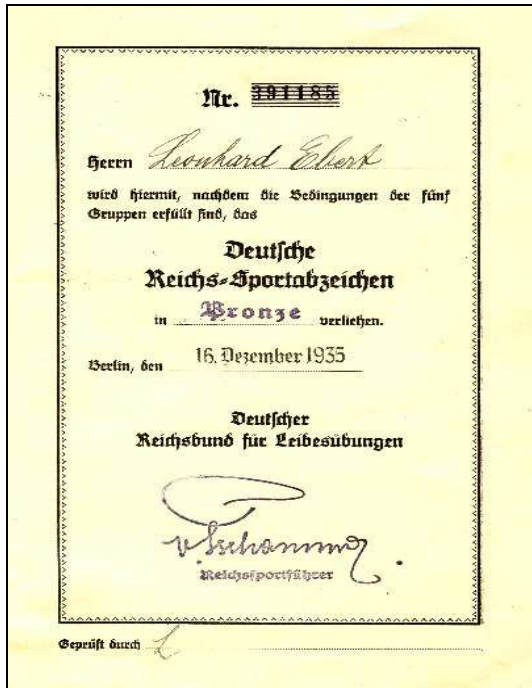 Nr. 391185
Herrn Leonhard Ebert
wird hiermit, nachdem die Bedingungen der fünf
Gruppen erfüllt sind, das
Deutsche
Reichs-Sportabzeichen
in Bronze verliehen.
Berlin, den 16. Dezember 1935
Deutscher
Reichsbund für Leibesübungen
v. Tschammer
Reichssportführer
Geprüft durch